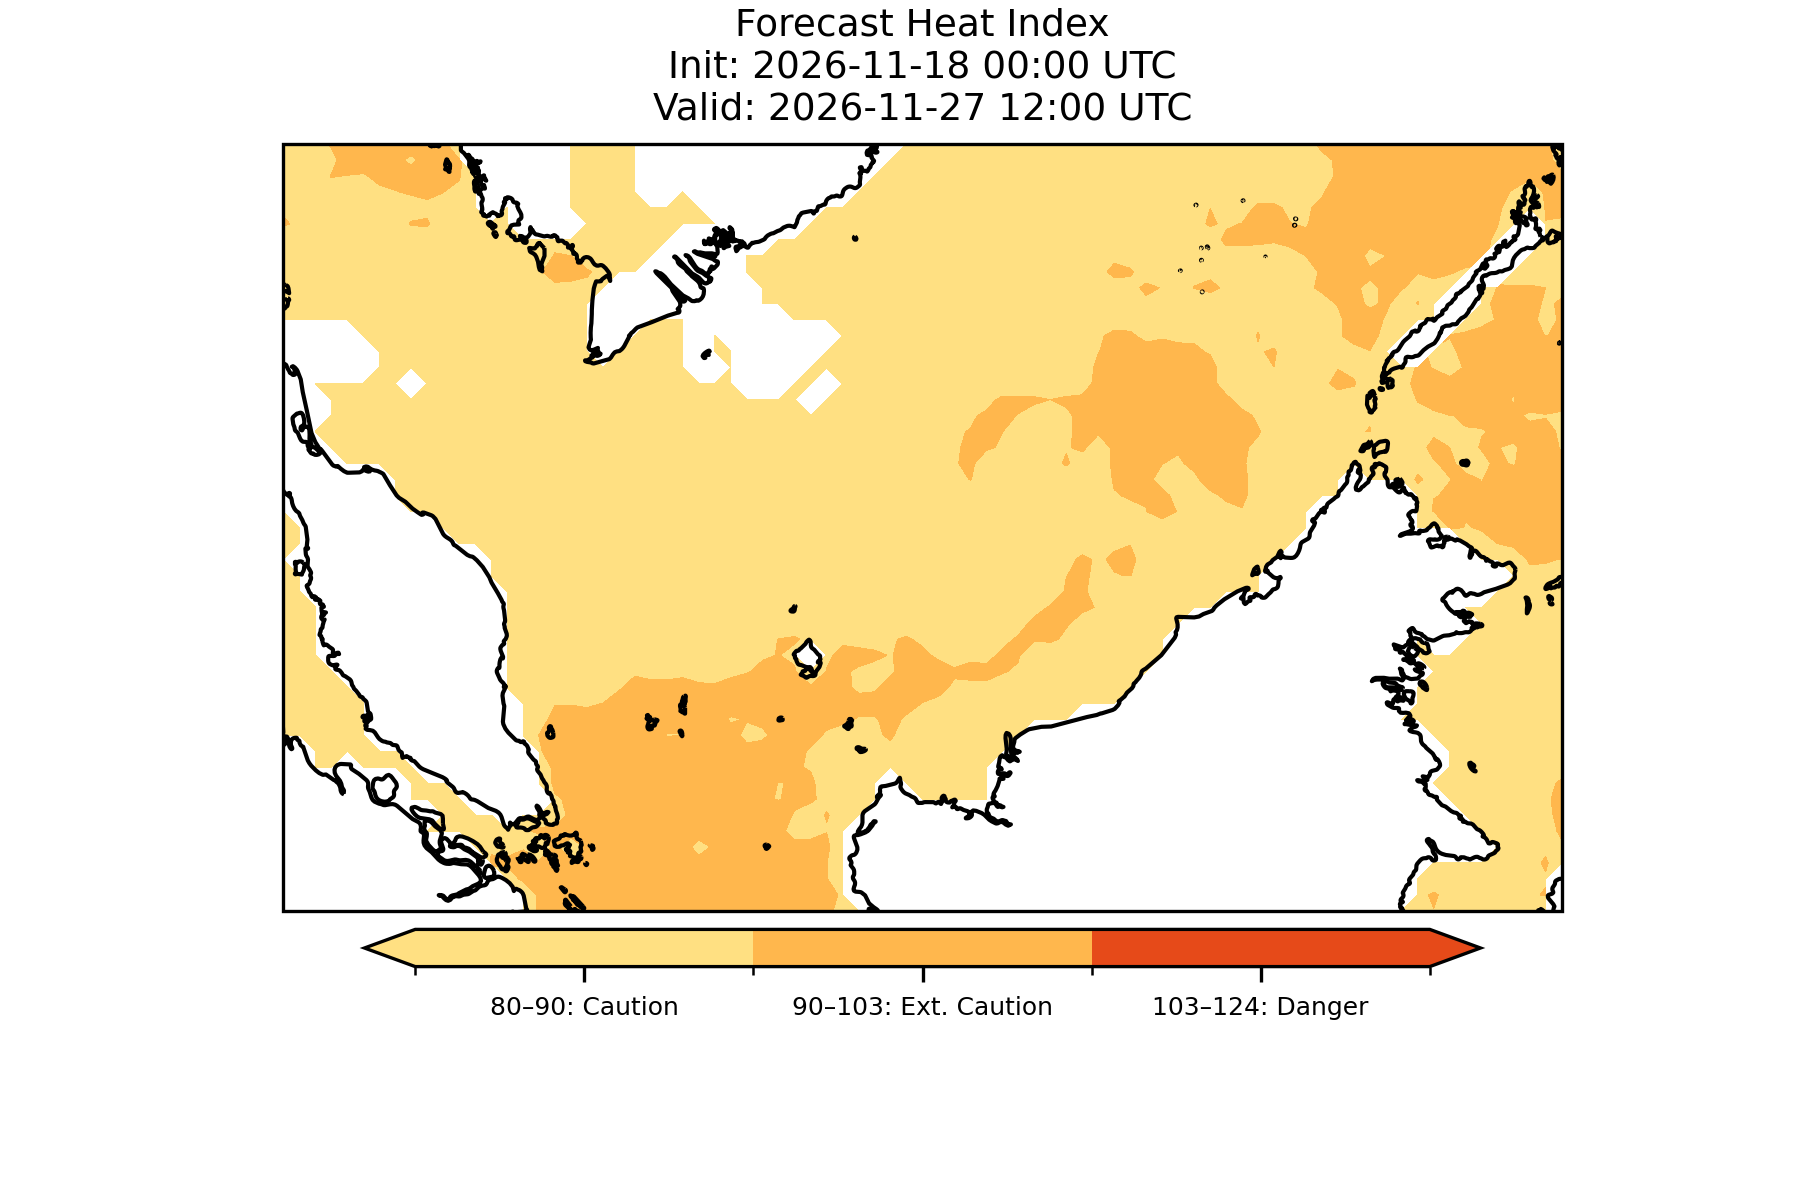 Forecast Heat Index
Init: 2026-11-18 00:00 UTC
Valid: 2026-11-27 12:00 UTC
80–90: Caution
90–103: Ext. Caution
103–124: Danger